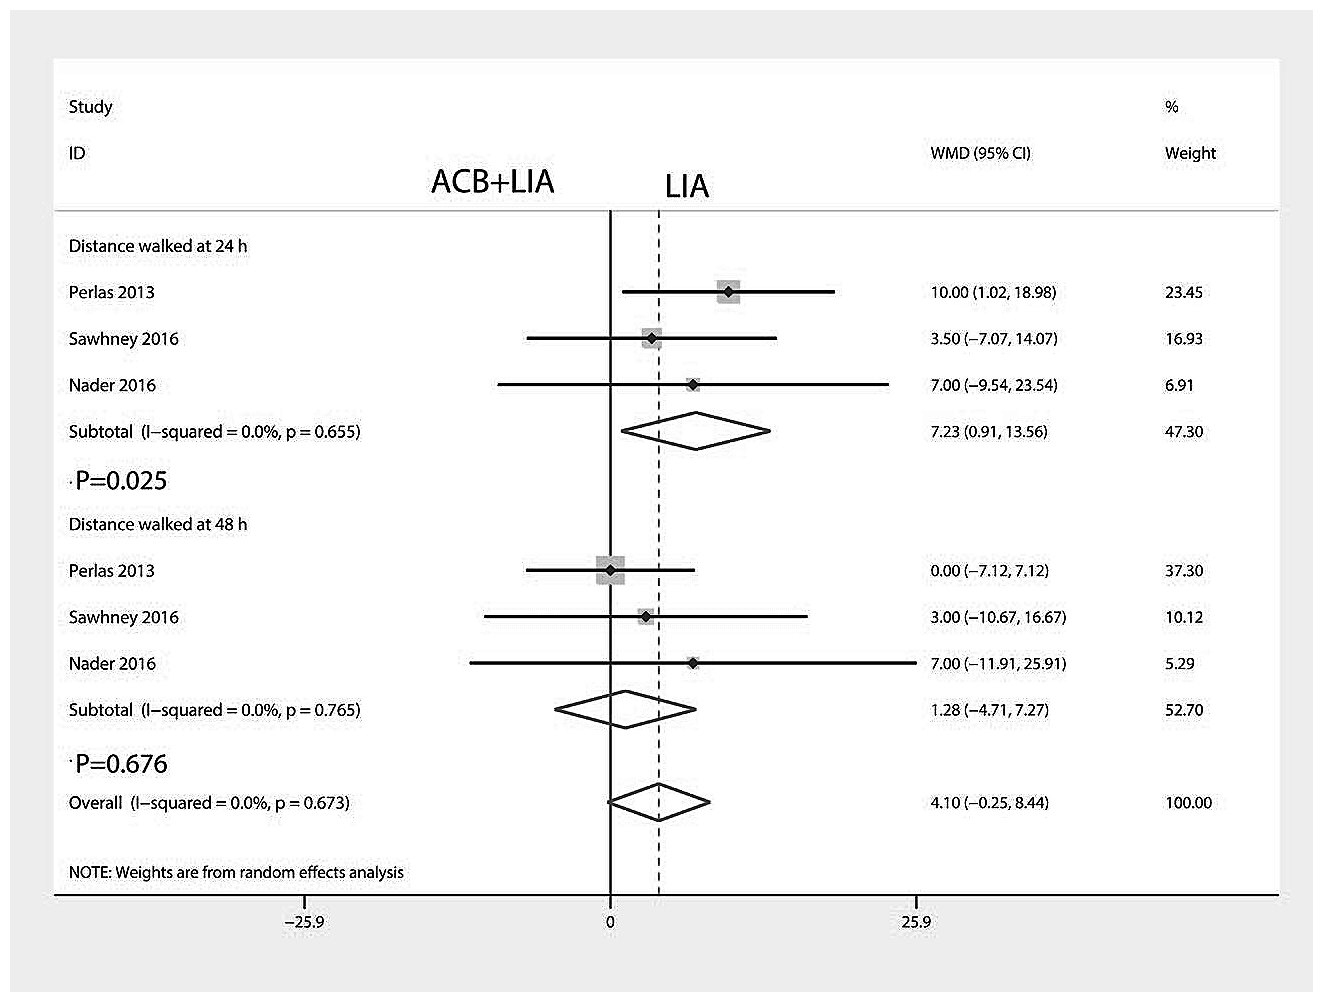 Study %
ID WMD (95% CI) Weight
ACB+LIA LIA
Distance walked at 24 h
Perlas 2013 10.00 (1.02, 18.98) 23.45
Sawhney 2016 3.50 (−7.07, 14.07) 16.93
Nader 2016 7.00 (−9.54, 23.54) 6.91
Subtotal (I−squared = 0.0%, p = 0.655) 7.23 (0.91, 13.56) 47.30
.P=0.025
Distance walked at 48 h
Perlas 2013 0.00 (−7.12, 7.12) 37.30
Sawhney 2016 3.00 (−10.67, 16.67) 10.12
Nader 2016 7.00 (−11.91, 25.91) 5.29
Subtotal (I−squared = 0.0%, p = 0.765) 1.28 (−4.71, 7.27) 52.70
.P=0.676
Overall (I−squared = 0.0%, p = 0.673) 4.10 (−0.25, 8.44) 100.00
NOTE: Weights are from random effects analysis
−25.9 0 25.9